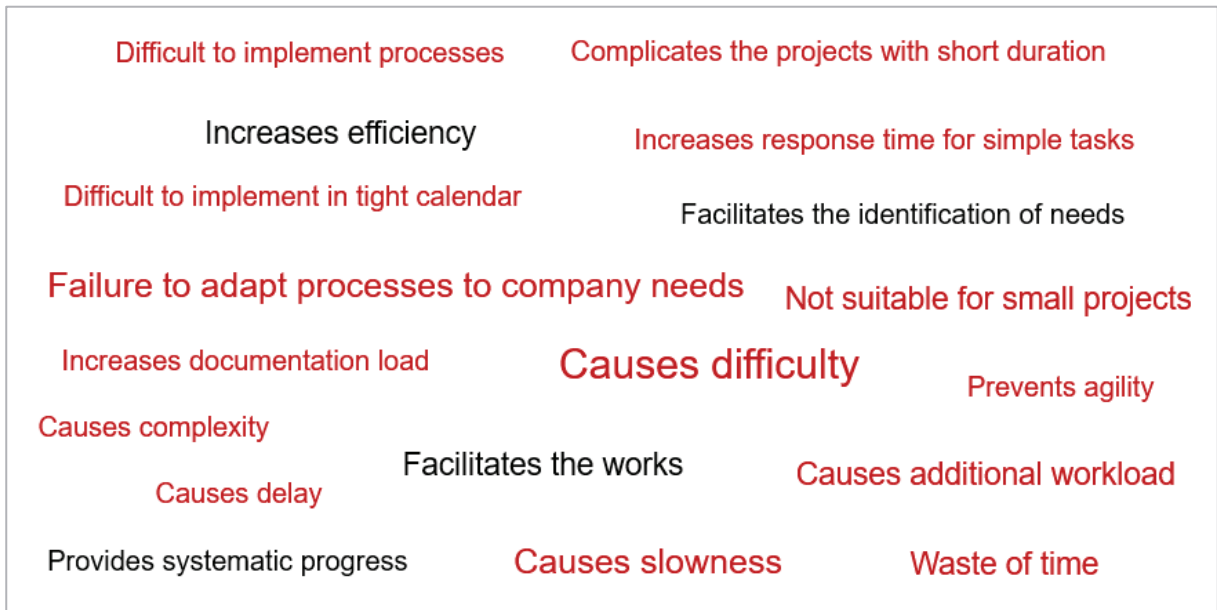 Difficult to implement processes
Complicates the projects with short duration
Increases efficiency
Increases response time for simple tasks
Difficult to implement in tight calendar
Facilitates the identification of needs
Failure to adapt processes to company needs
Not suitable for small projects
Increases documentation load
Causes difficulty
Prevents agility
Causes complexity
Facilitates the works
Causes additional workload
Causes delay
Provides systematic progress
Causes slowness
Waste of time